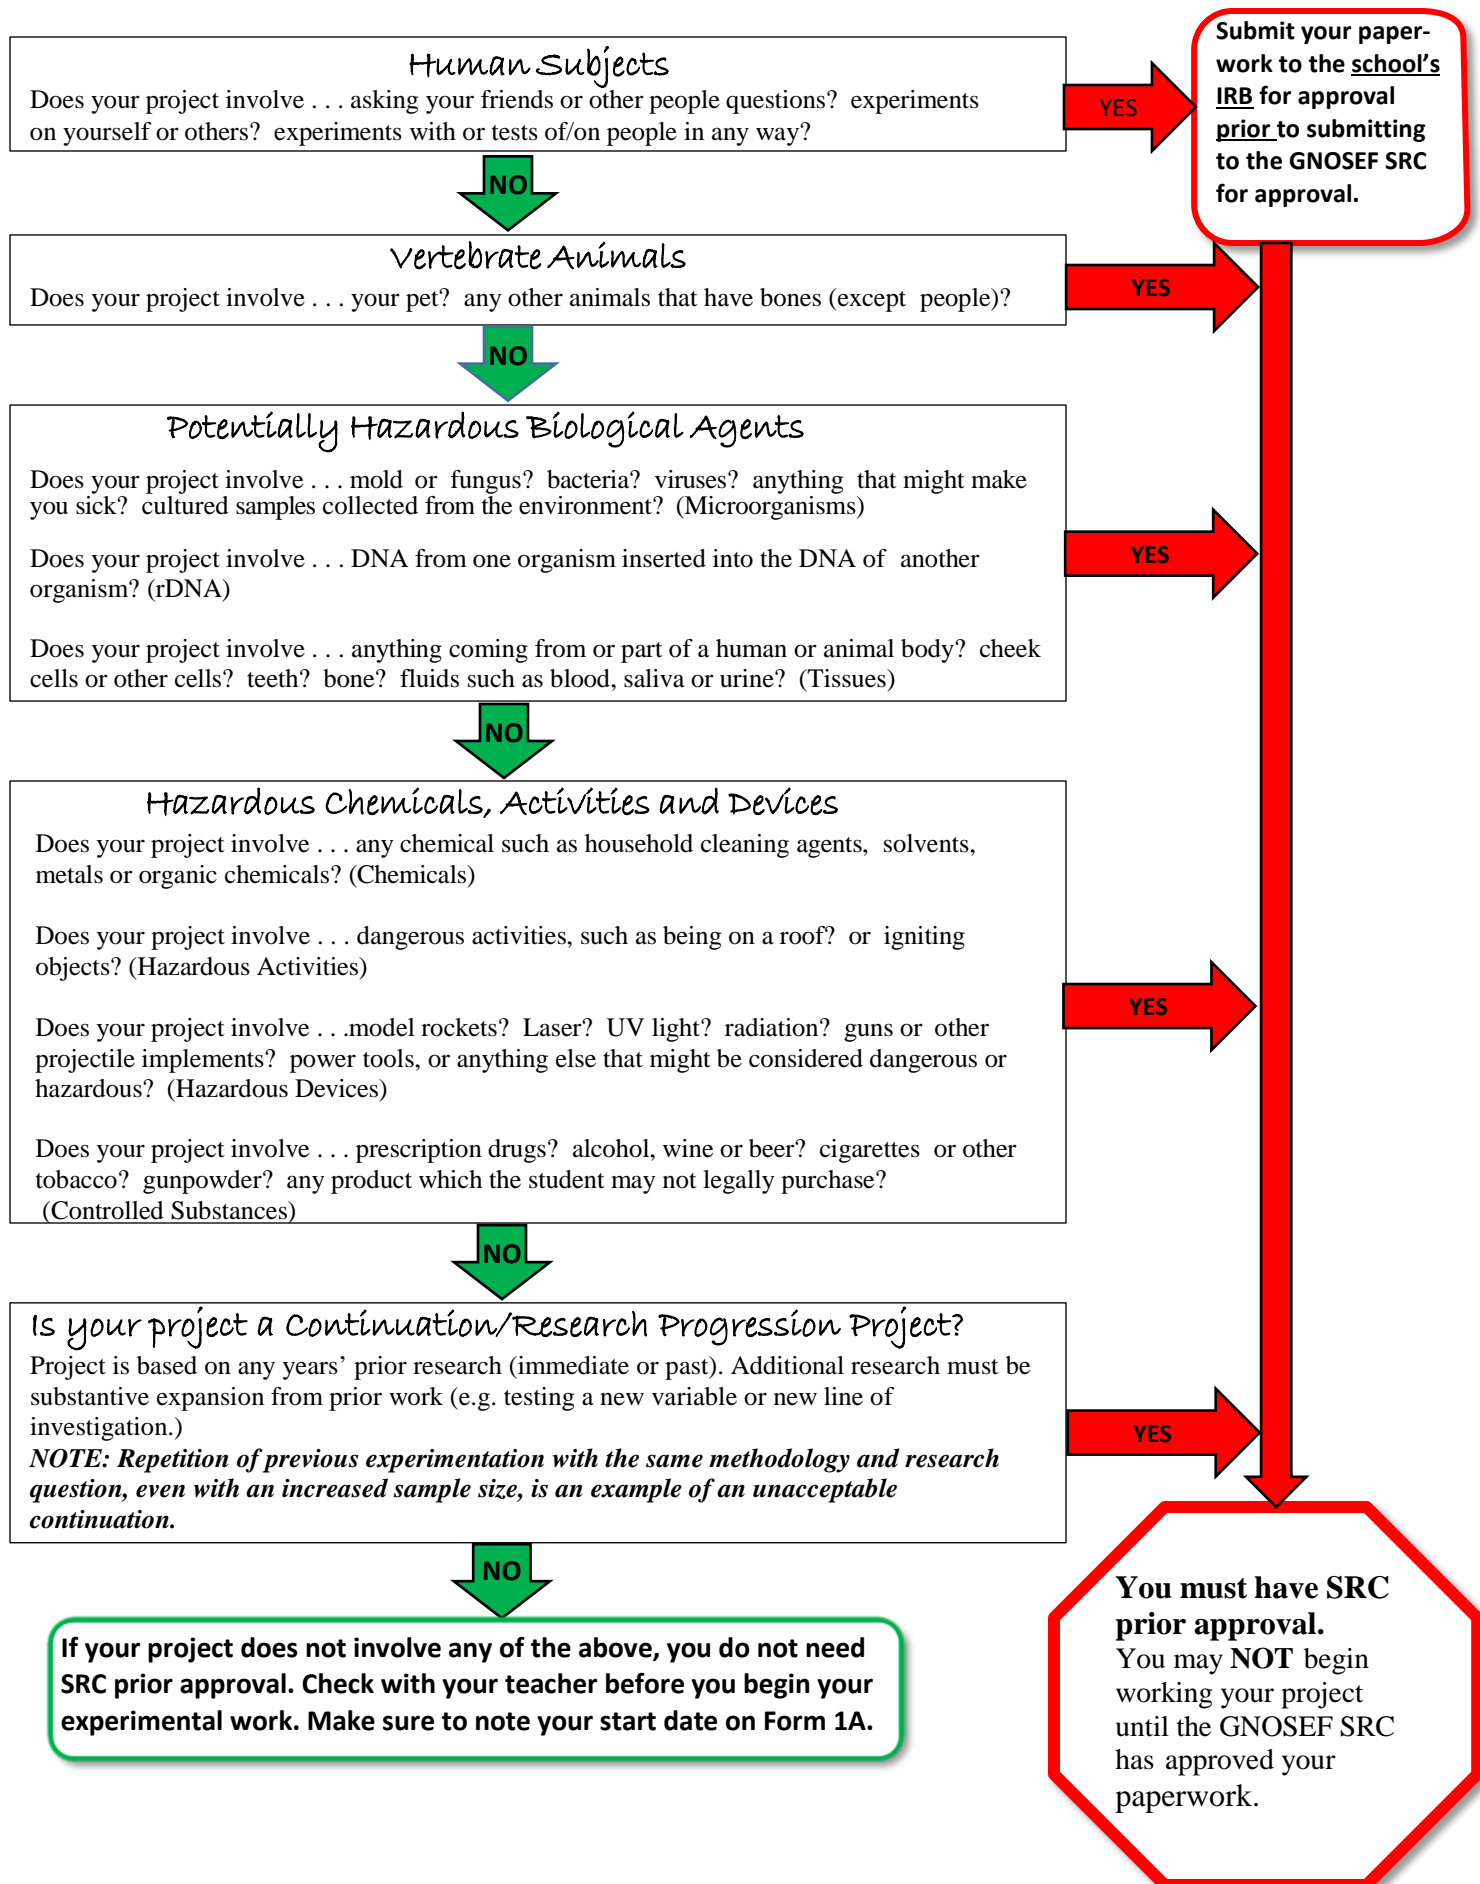 Human Subjects
Does your project involve . . . asking your friends or other people questions? experiments
on yourself or others? experiments with or tests of/on people in any way?
YES
Submit your paper-
work to the school's
IRB for approval
prior to submitting
to the GNOSEF SRC
for approval.
NO
Vertebrate Animals
Does your project involve . . . your pet? any other animals that have bones (except people)?
YES
NO
Potentially Hazardous Biological Agents
Does your project involve . . . mold or fungus? bacteria? viruses? anything that might make
you sick? cultured samples collected from the environment? (Microorganisms)
Does your project involve . . . DNA from one organism inserted into the DNA of another
organism? (rDNA)
Does your project involve . . . anything coming from or part of a human or animal body? cheek
cells or other cells? teeth? bone? fluids such as blood, saliva or urine? (Tissues)
YES
NO
Hazardous Chemicals, Activities and Devices
Does your project involve . . . any chemical such as household cleaning agents, solvents,
metals or organic chemicals? (Chemicals)
Does your project involve . . . dangerous activities, such as being on a roof? or igniting
objects? (Hazardous Activities)
Does your project involve . . .model rockets? Laser? UV light? radiation? guns or other
projectile implements? power tools, or anything else that might be considered dangerous or
hazardous? (Hazardous Devices)
Does your project involve . . . prescription drugs? alcohol, wine or beer? cigarettes or other
tobacco? gunpowder? any product which the student may not legally purchase?
(Controlled Substances)
YES
NO
Is your project a Continuation/Research Progression Project?
Project is based on any years' prior research (immediate or past). Additional research must be
substantive expansion from prior work (e.g. testing a new variable or new line of
investigation.)
NOTE: Repetition of previous experimentation with the same methodology and research
question, even with an increased sample size, is an example of an unacceptable
continuation.
YES
NO
If your project does not involve any of the above, you do not need
SRC prior approval. Check with your teacher before you begin your
experimental work. Make sure to note your start date on Form 1A.
You must have SRC
prior approval.
You may NOT begin
working your project
until the GNOSEF SRC
has approved your
paperwork.